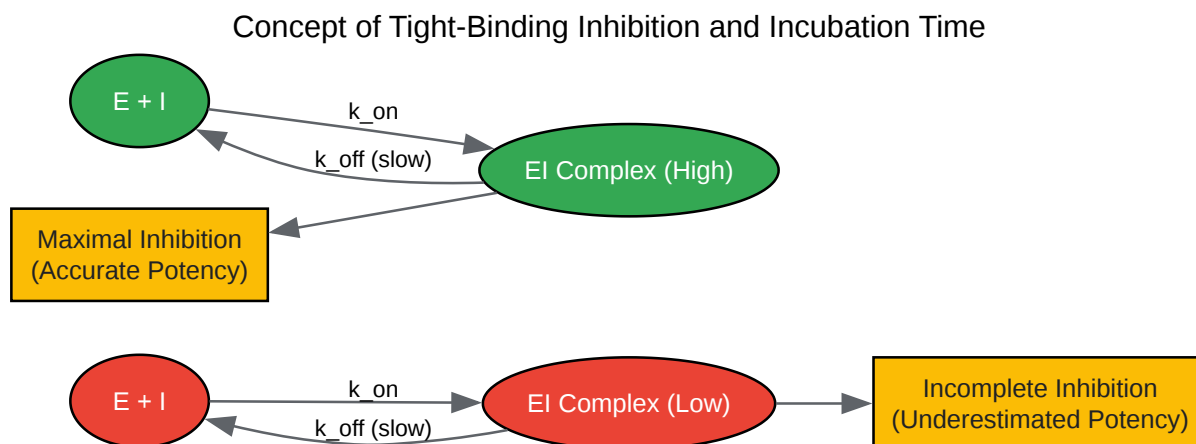 Concept of Tight-Binding Inhibition and Incubation Time
E + I
k_on
k_off (slow)
EI Complex (High)
Maximal Inhibition
(Accurate Potency)
E + I
k_on
k_off (slow)
EI Complex (Low)
Incomplete Inhibition
(Underestimated Potency)